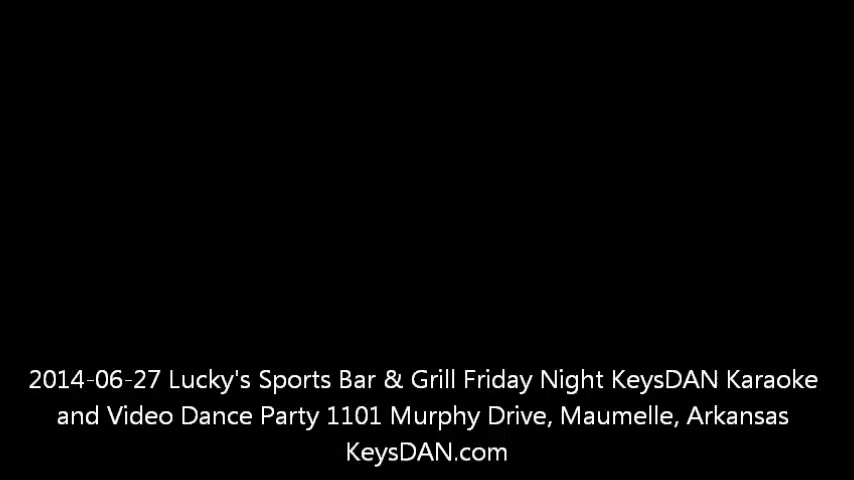 2014-06-27 Lucky's Sports Bar & Grill Friday Night KeysDAN Karaoke
and Video Dance Party 1101 Murphy Drive, Maumelle, Arkansas
KeysDAN.com